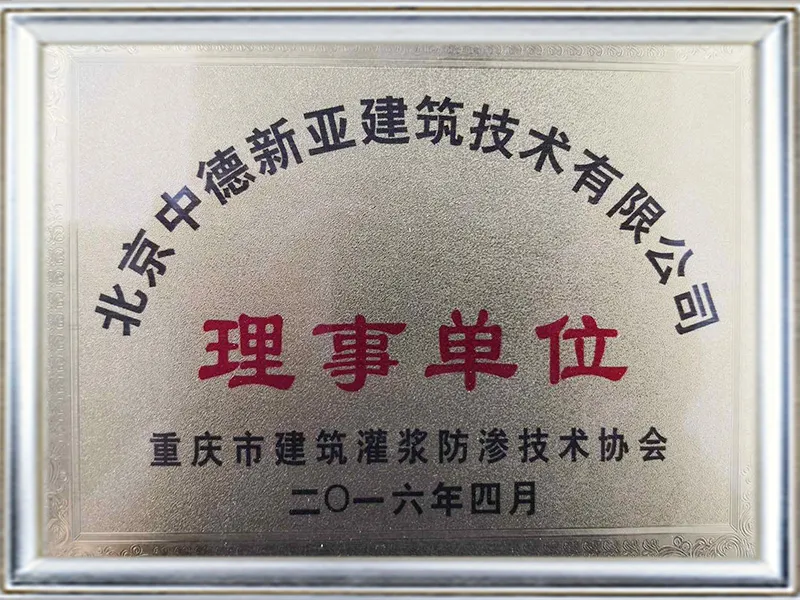 北京中德新亚建筑技术有限公司
理事单位
重庆市建筑灌浆防渗技术协会
二〇一六年四月